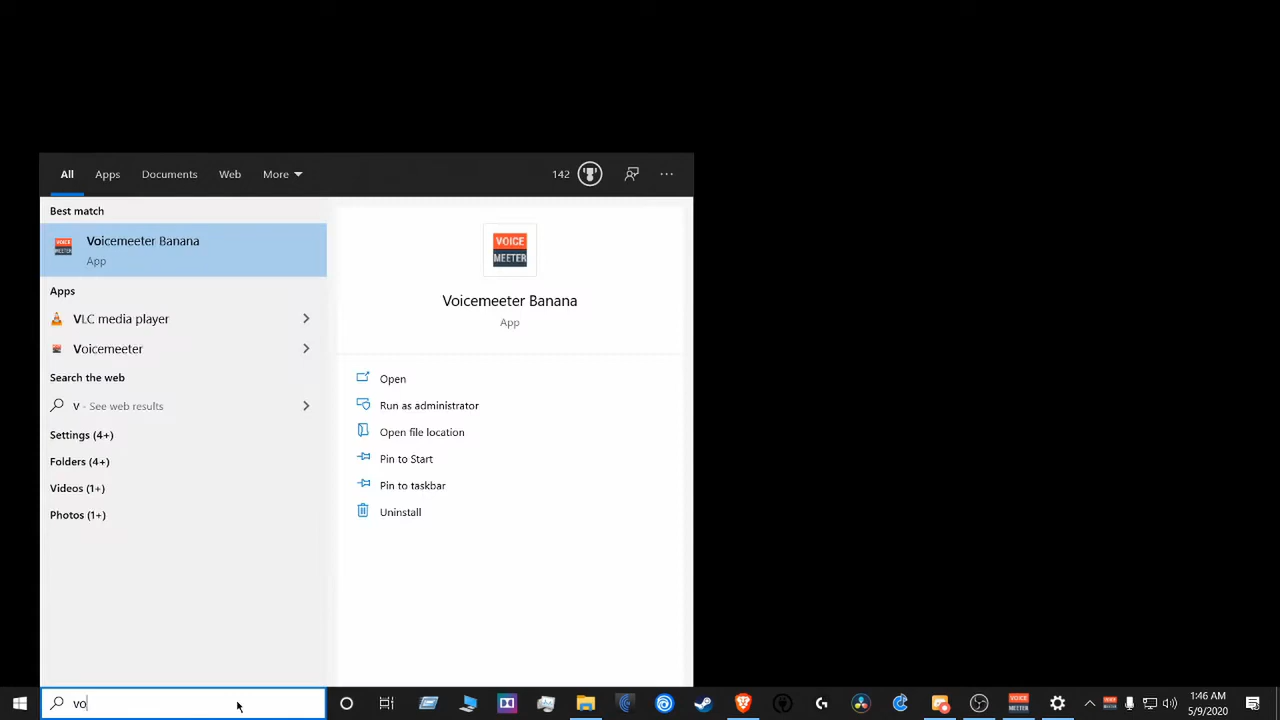 All Apps Documents Web More 142
Best match
Voicemeeter Banana
App
Apps
VLC media player
Voicemeeter
Search the web
v - See web results
Settings (4+)
Folders (4+)
Videos (1+)
Photos (1+)
VOICE
MEETER
Voicemeeter Banana
App
Open
Run as administrator
Open file location
Pin to Start
Pin to taskbar
Uninstall
vo
VOICE
MEETER
1:46 AM
5/9/2020